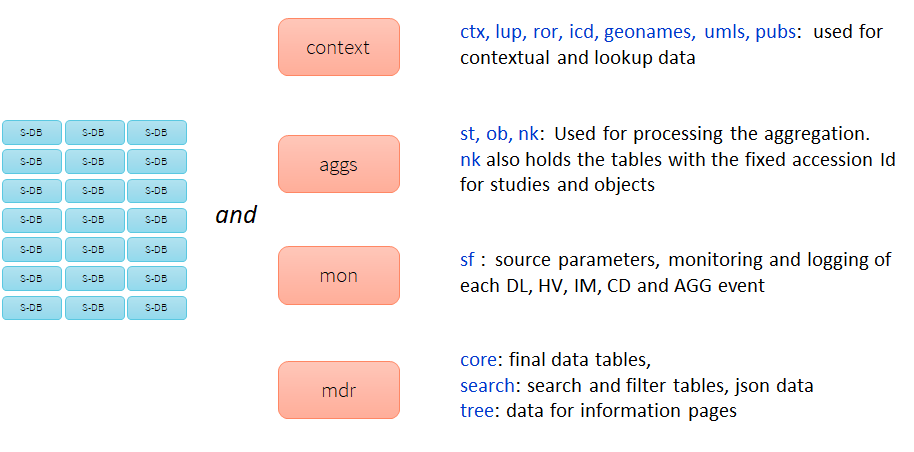 context
ctx, lup, ror, icd, geonames, umls, pubs: used for
contextual and lookup data
S-DB S-DB S-DB
S-DB S-DB S-DB
S-DB S-DB S-DB
S-DB S-DB S-DB
S-DB S-DB S-DB
S-DB S-DB S-DB
S-DB S-DB S-DB
and
aggs
st, ob, nk: Used for processing the aggregation.
nk also holds the tables with the fixed accession Id
for studies and objects
mon
sf : source parameters, monitoring and logging of
each DL, HV, IM, CD and AGG event
mdr
core: final data tables,
search: search and filter tables, json data
tree: data for information pages